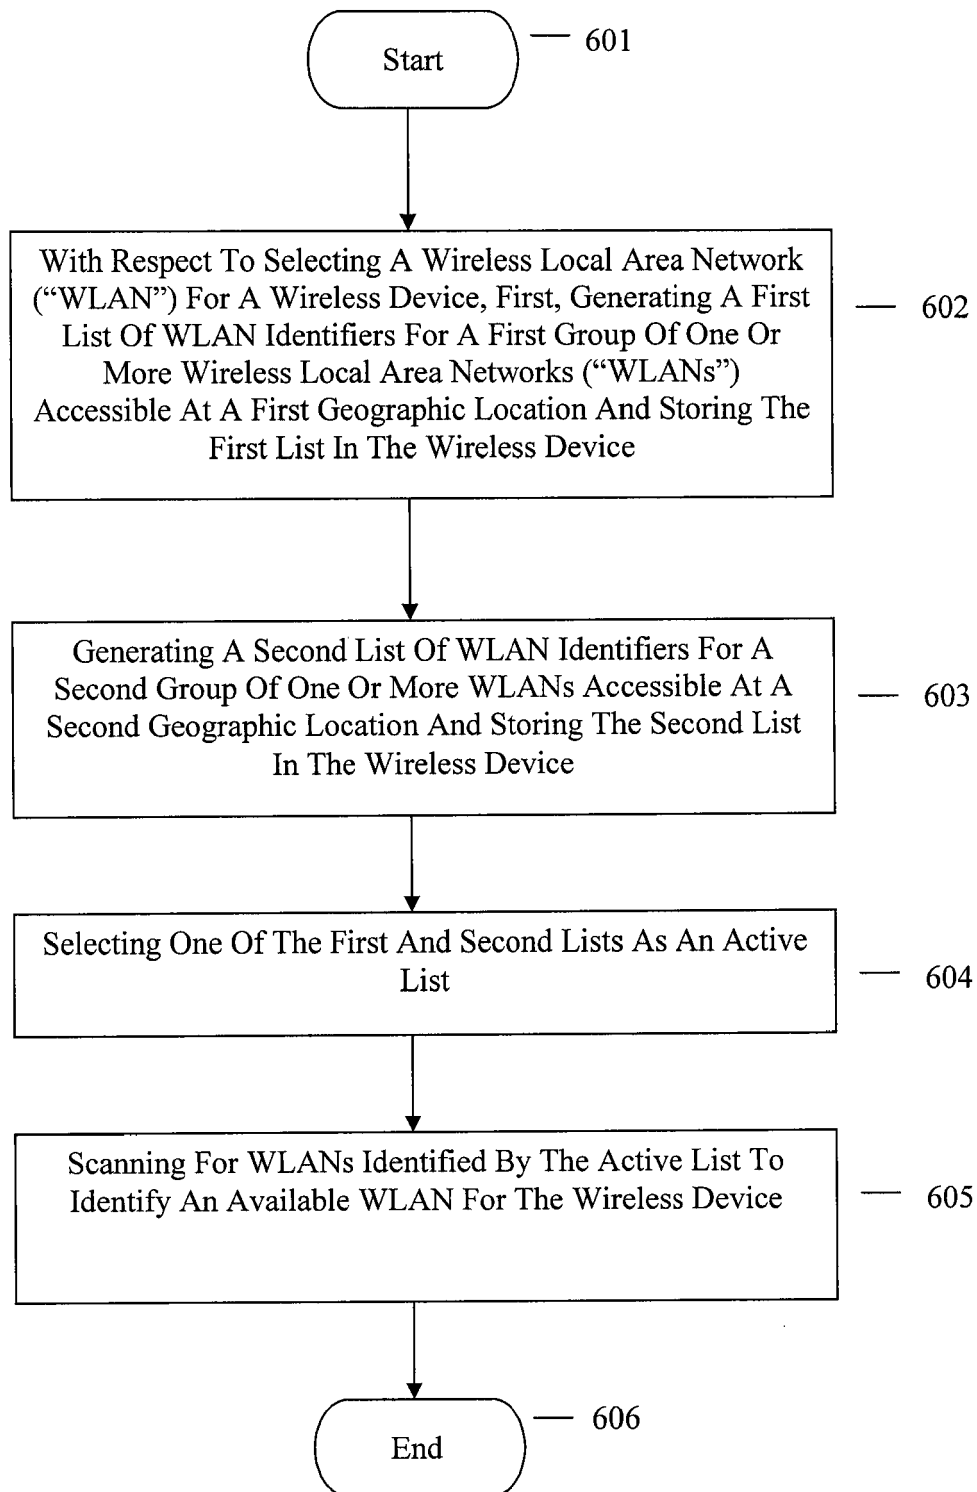 Start
601
With Respect To Selecting A Wireless Local Area Network
(“WLAN”) For A Wireless Device, First, Generating A First
List Of WLAN Identifiers For A First Group Of One Or
More Wireless Local Area Networks (“WLANs”)
Accessible At A First Geographic Location And Storing The
First List In The Wireless Device
602
Generating A Second List Of WLAN Identifiers For A
Second Group Of One Or More WLANs Accessible At A
Second Geographic Location And Storing The Second List
In The Wireless Device
603
Selecting One Of The First And Second Lists As An Active
List
604
Scanning For WLANs Identified By The Active List To
Identify An Available WLAN For The Wireless Device
605
End
606